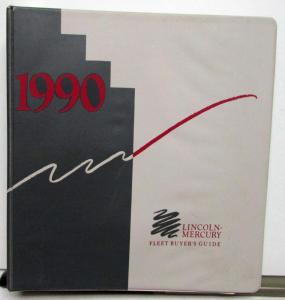 1990
LINCOLN-
MERCURY
FLEET BUYER'S GUIDE